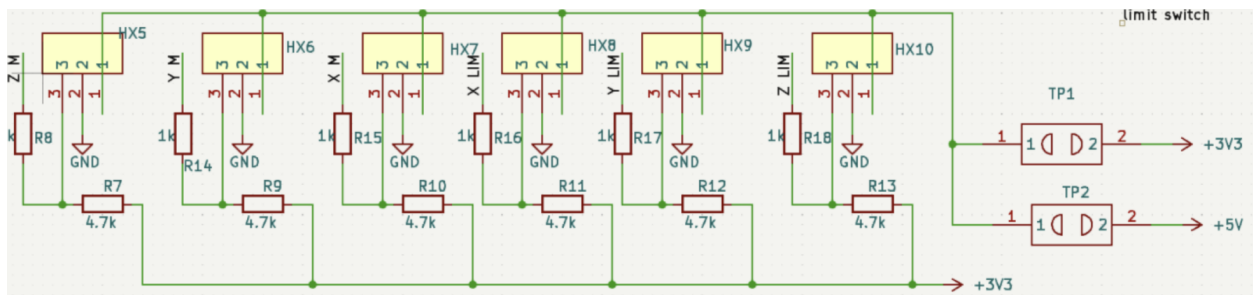 limit switch
HX5
HX6
HX7
HX8
HX9
HX10
Z M
Y M
X M
X LIM
Y LIM
Z LIM
3 2 1
3 2 1
3 2 1
3 2 1
3 2 1
3 2 1
3 2 1
3 2 1
3 2 1
3 2 1
3 2 1
3 2 1
TP1
1 1 2 2
+3V3
k R8
1k R14
1k R15
1k R16
1k R17
1k R18
GND
GND
GND
GND
GND
GND
R7
R9
R10
R11
R12
R13
4.7k
4.7k
4.7k
4.7k
4.7k
4.7k
TP2
1 1 2 2
+5V
+3V3